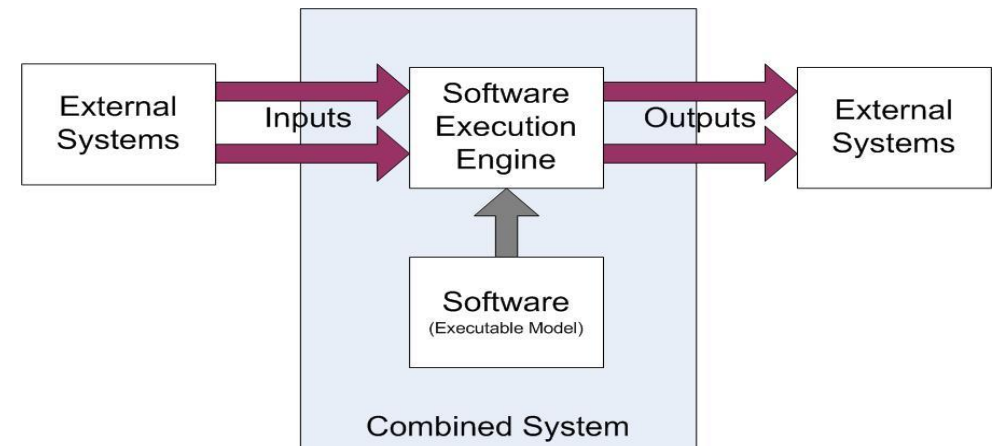 External
Systems
Inputs
Software
Execution
Engine
Outputs
External
Systems
Software
(Executable Model)
Combined System